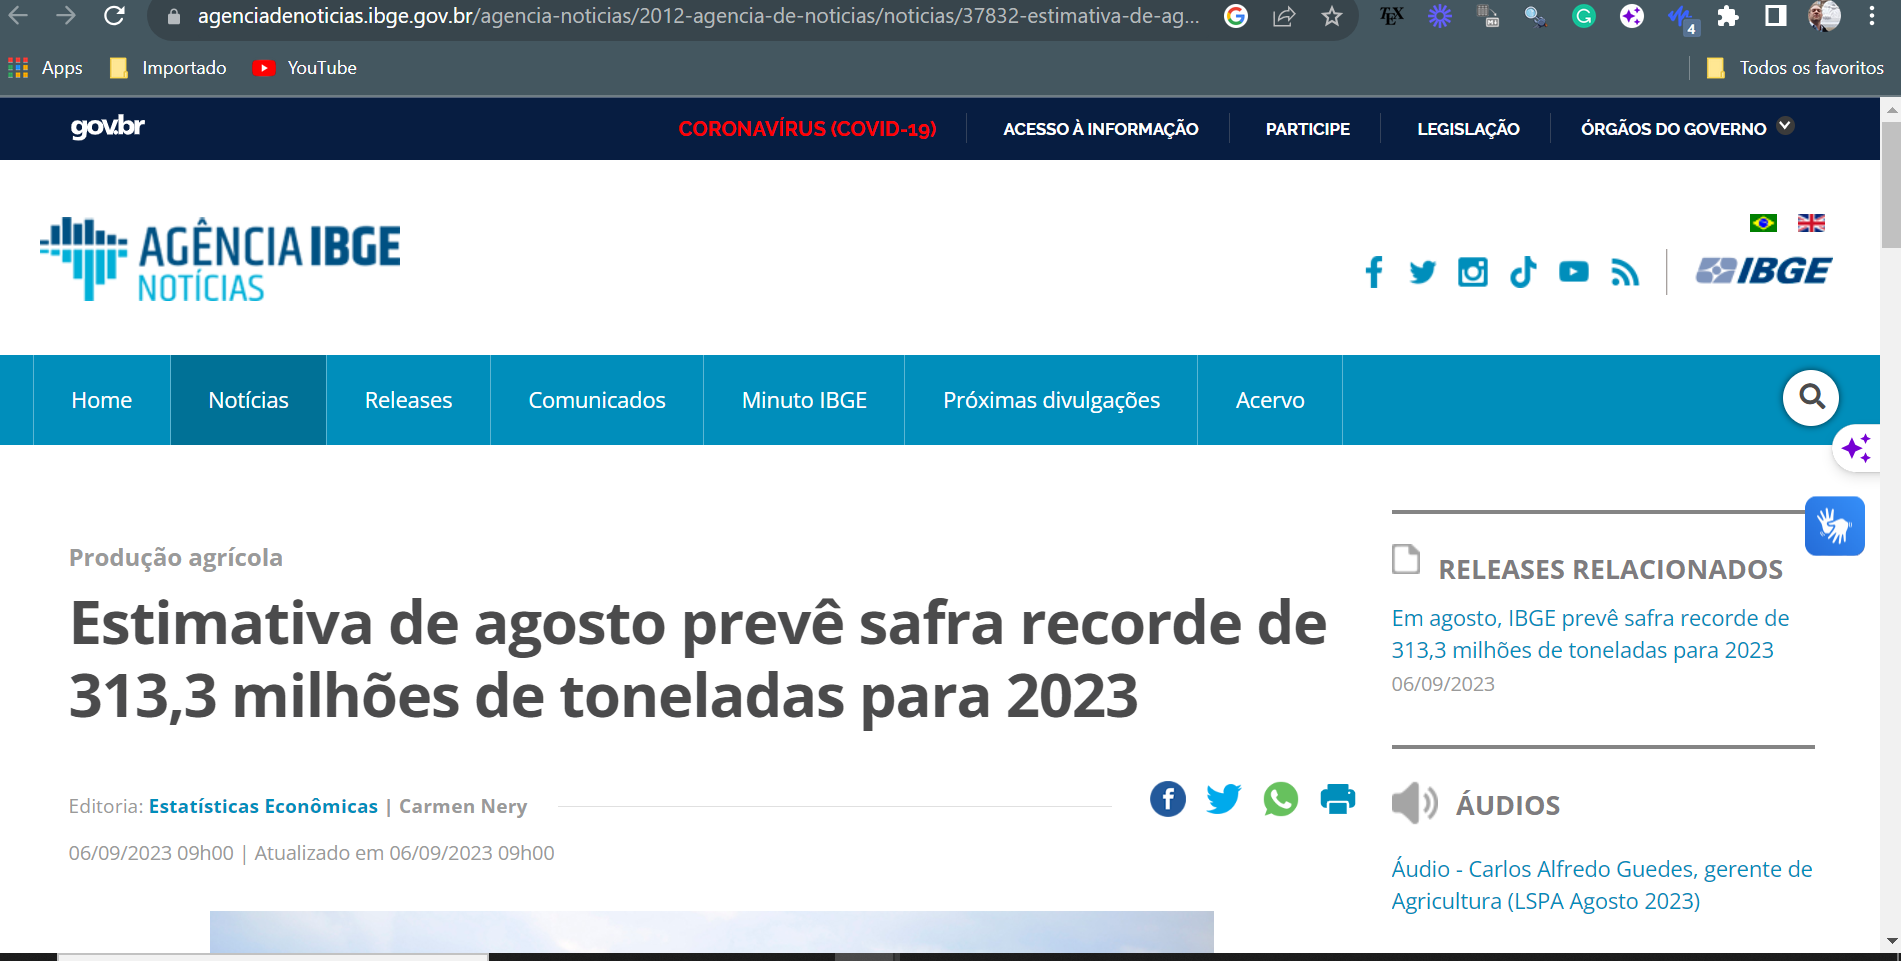 agenciadenoticias.ibge.gov.br/agencia-noticias/2012-agencia-de-noticias/noticias/37832-estimativa-de-ag...
TEX
4
Apps
Importado
YouTube
Todos os favoritos
gov.br
CORONAVÍRUS (COVID-19)
ACESSO À INFORMAÇÃO
PARTICIPE
LEGISLAÇÃO
ÓRGÃOS DO GOVERNO
AGÊNCIA IBGE
NOTÍCIAS
IBGE
Home
Notícias
Releases
Comunicados
Minuto IBGE
Próximas divulgações
Acervo
Produção agrícola
Estimativa de agosto prevê safra recorde de
313,3 milhões de toneladas para 2023
Editoria: Estatísticas Econômicas | Carmen Nery
06/09/2023 09h00 | Atualizado em 06/09/2023 09h00
RELEASES RELACIONADOS
Em agosto, IBGE prevê safra recorde de
313,3 milhões de toneladas para 2023
06/09/2023
ÁUDIOS
Áudio - Carlos Alfredo Guedes, gerente de
Agricultura (LSPA Agosto 2023)